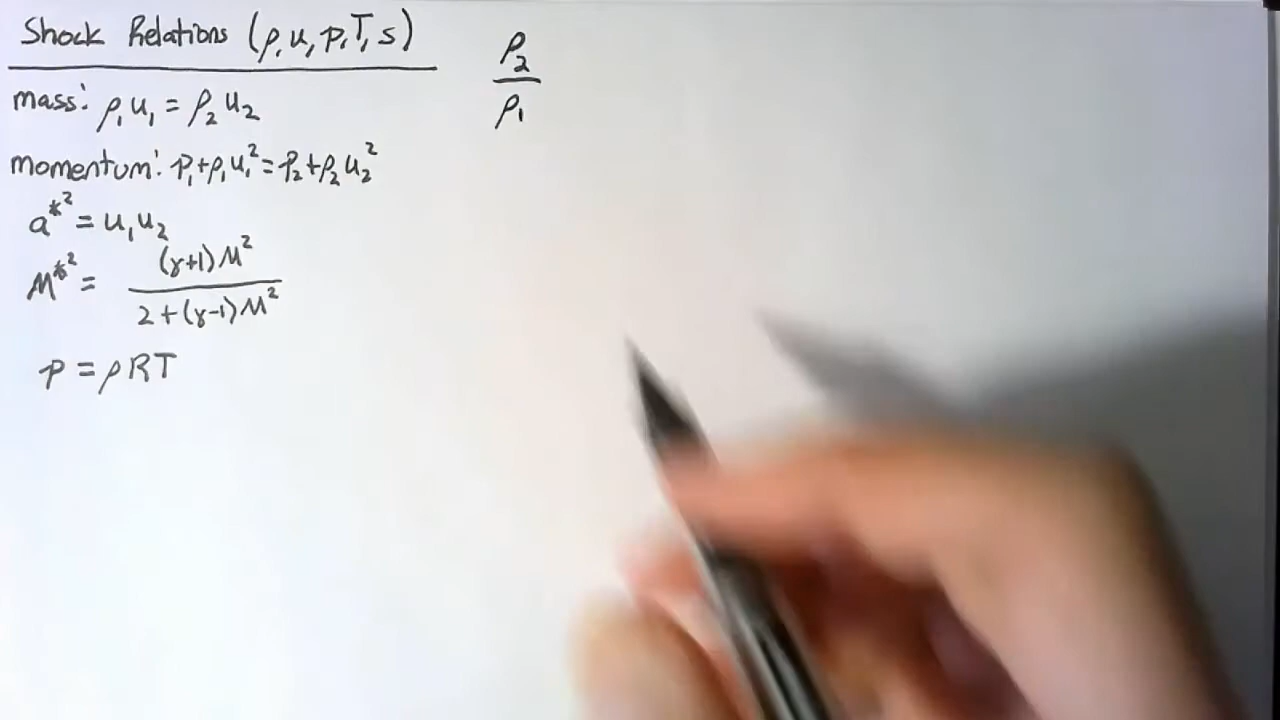 Shock Relations (ρ, u, p, T, s)
mass: ρ₁u₁ = ρ₂u₂
momentum: p₁+ρ₁u₁²=p₂+ρ₂u₂²
a*² = u₁u₂
M*² = (γ+1)M² / 2+(γ-1)M²
p = ρRT
ρ₂
ρ₁